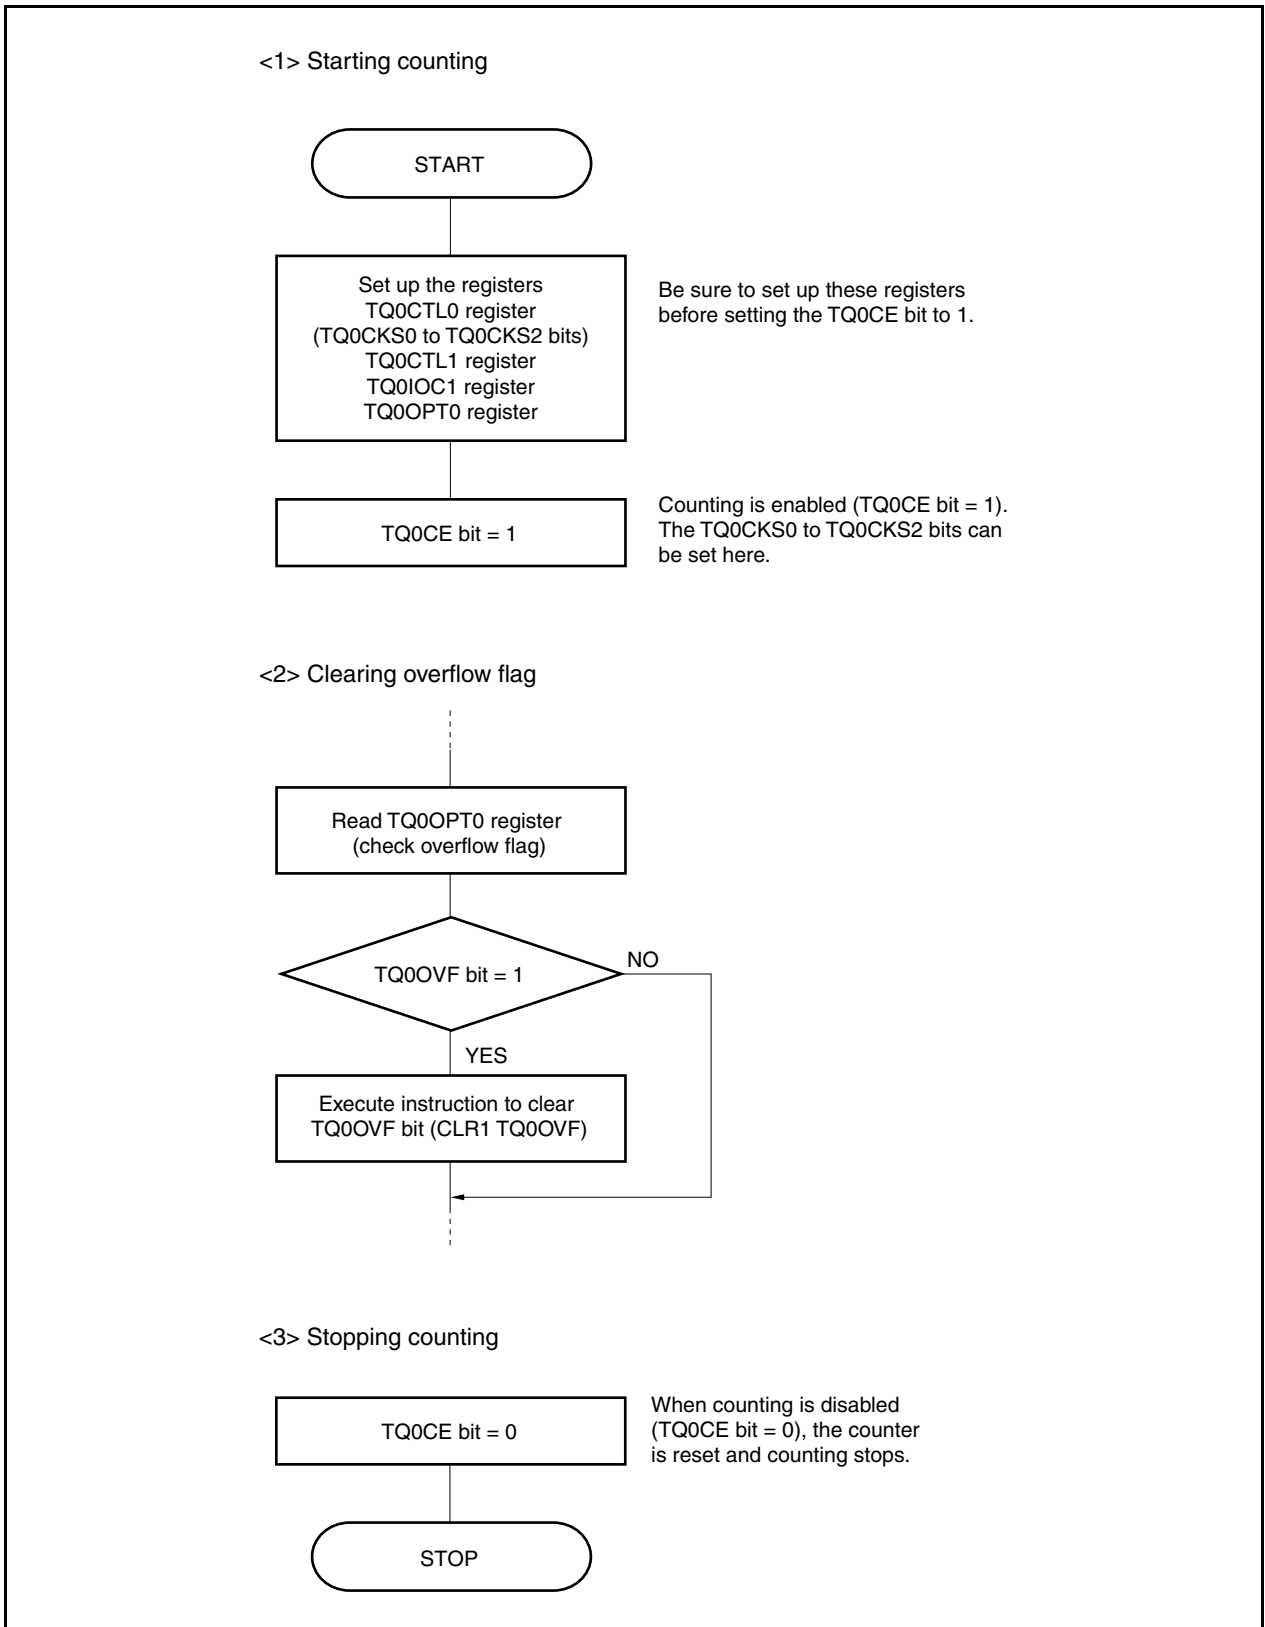 <1> Starting counting
START
Set up the registers
TQ0CTL0 register
(TQ0CKS0 to TQ0CKS2 bits)
TQ0CTL1 register
TQ0IOC1 register
TQ0OPT0 register
Be sure to set up these registers
before setting the TQ0CE bit to 1.
TQ0CE bit = 1
Counting is enabled (TQ0CE bit = 1).
The TQ0CKS0 to TQ0CKS2 bits can
be set here.
<2> Clearing overflow flag
Read TQ0OPT0 register
(check overflow flag)
TQ0OVF bit = 1
NO
YES
Execute instruction to clear
TQ0OVF bit (CLR1 TQ0OVF)
<3> Stopping counting
TQ0CE bit = 0
When counting is disabled
(TQ0CE bit = 0), the counter
is reset and counting stops.
STOP